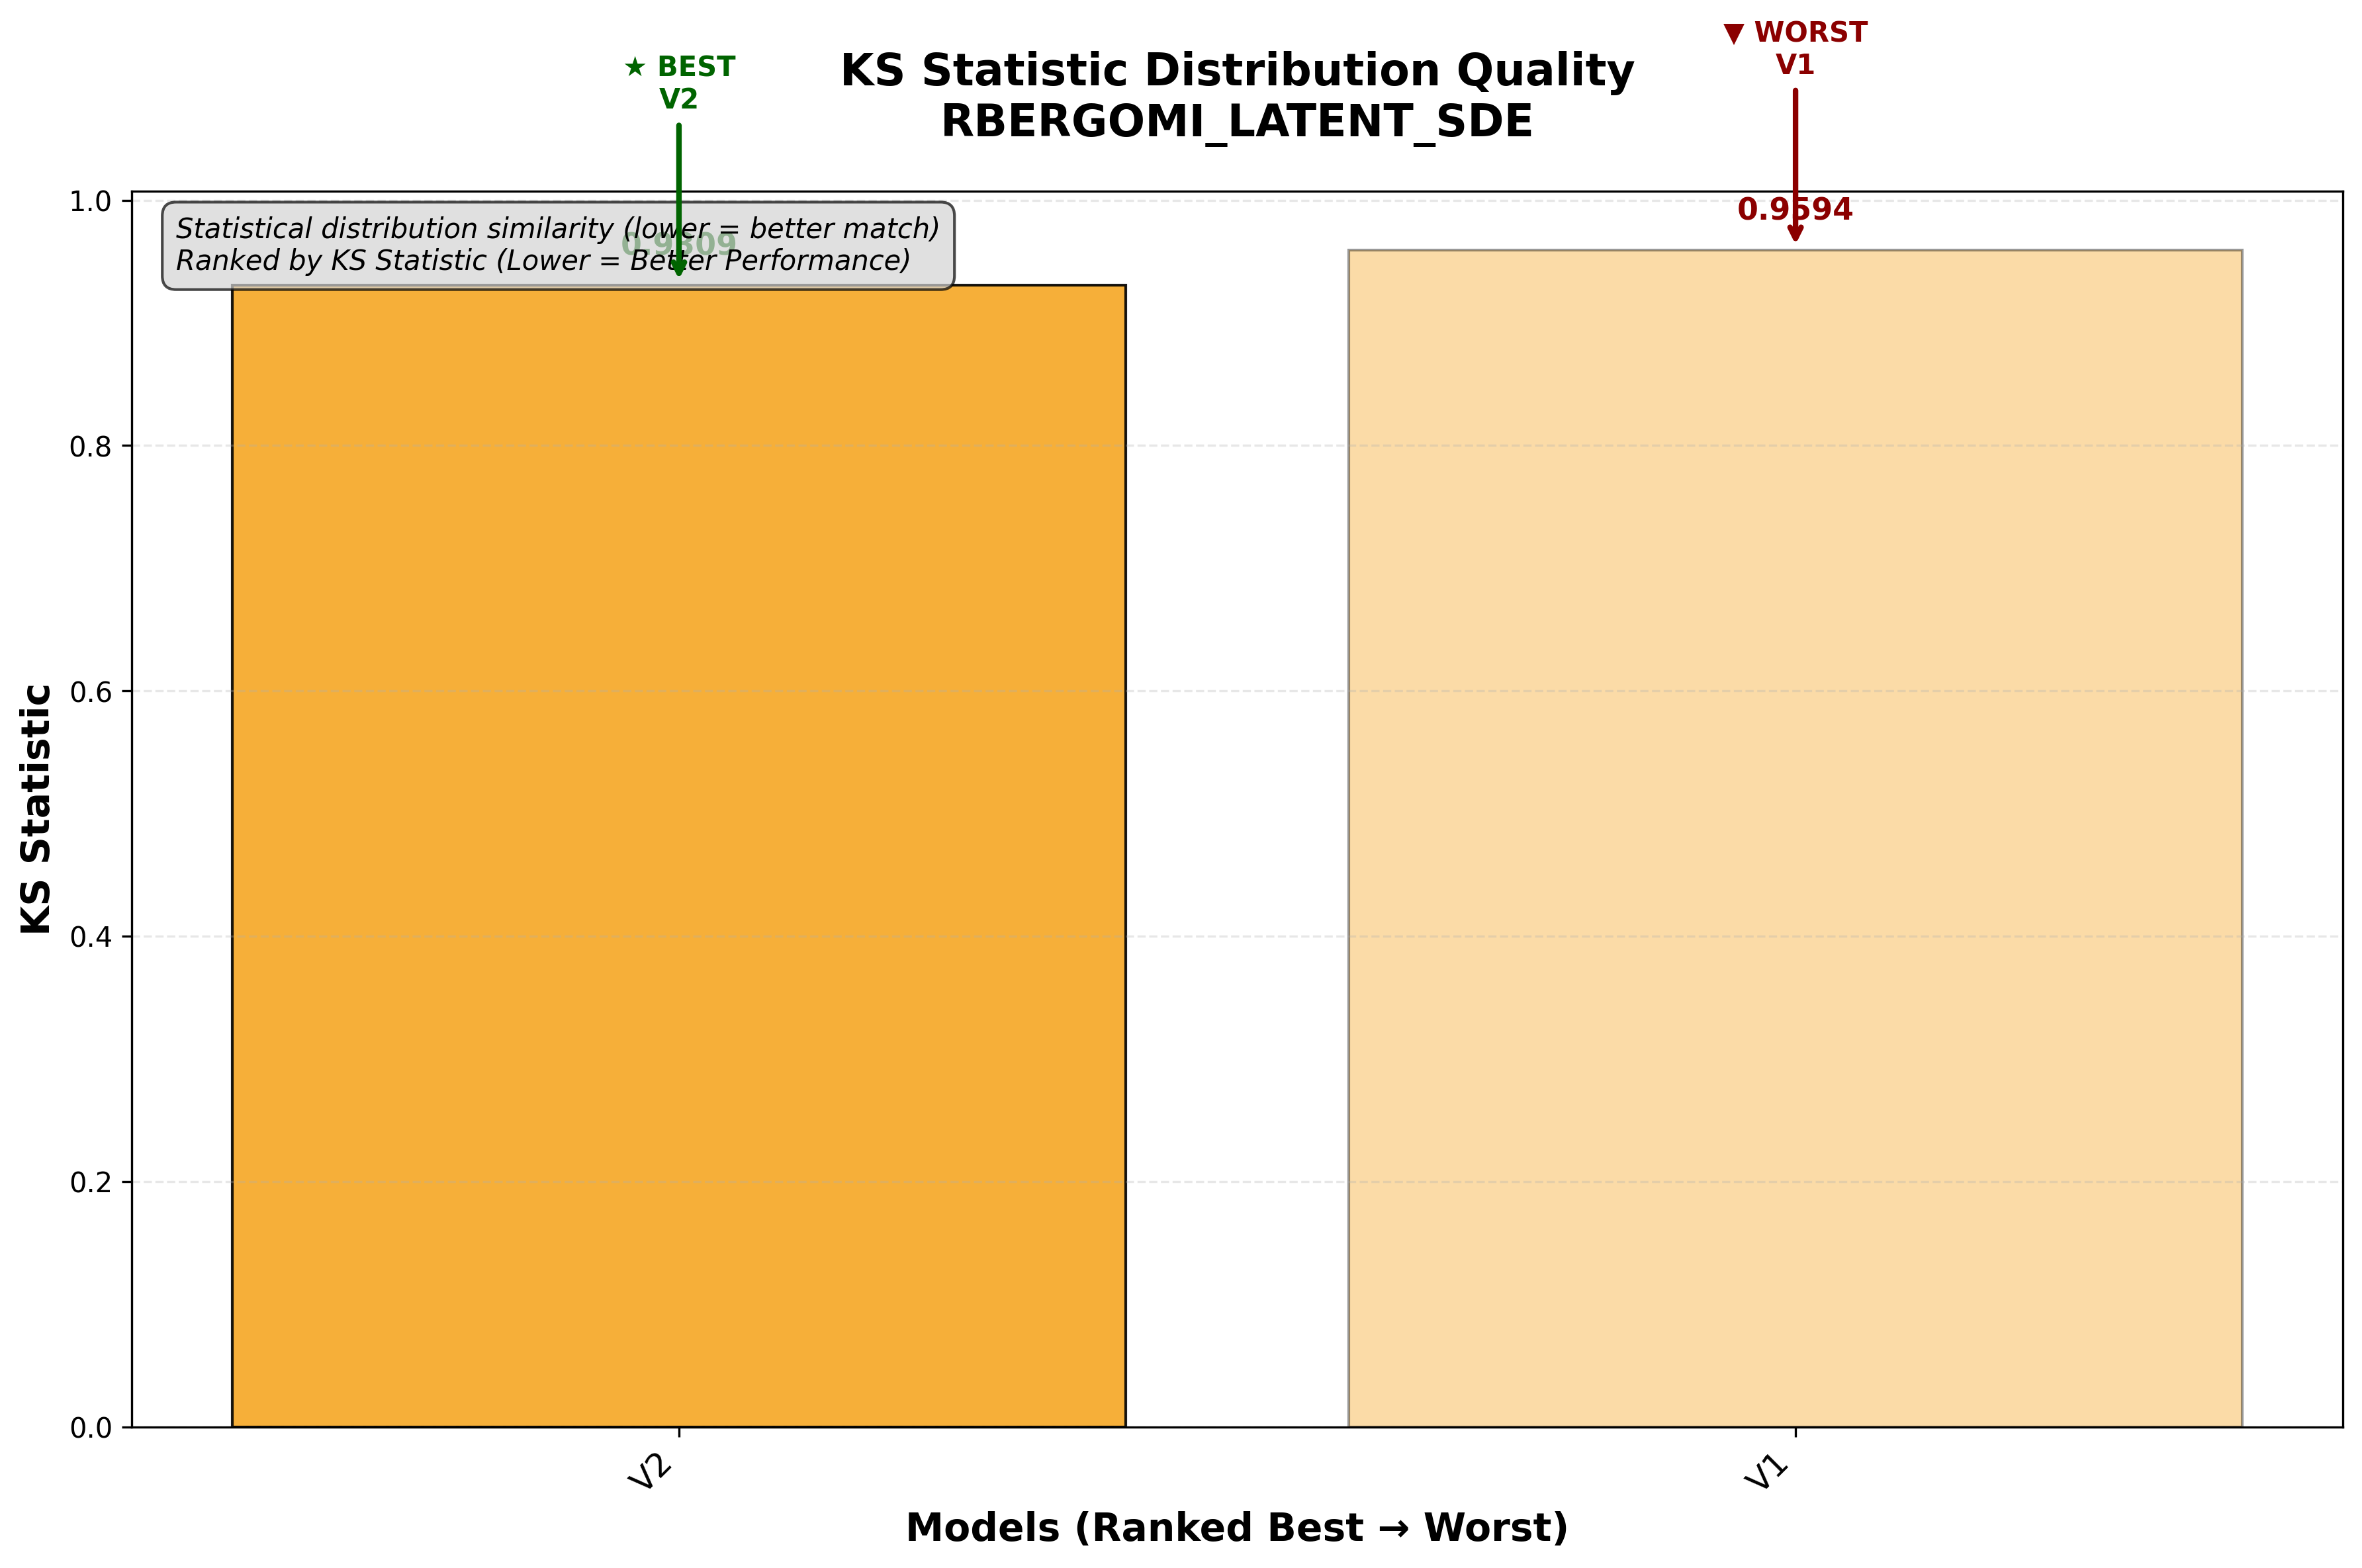 ▼ WORST
V1
★ BEST
V2
KS Statistic Distribution Quality
RBERGOMI_LATENT_SDE
1.0
0.8
0.6
0.4
0.2
0.0
KS Statistic
Statistical distribution similarity (lower = better match)
Ranked by KS Statistic (Lower = Better Performance)
0.9309
0.9594
V2
V1
Models (Ranked Best → Worst)